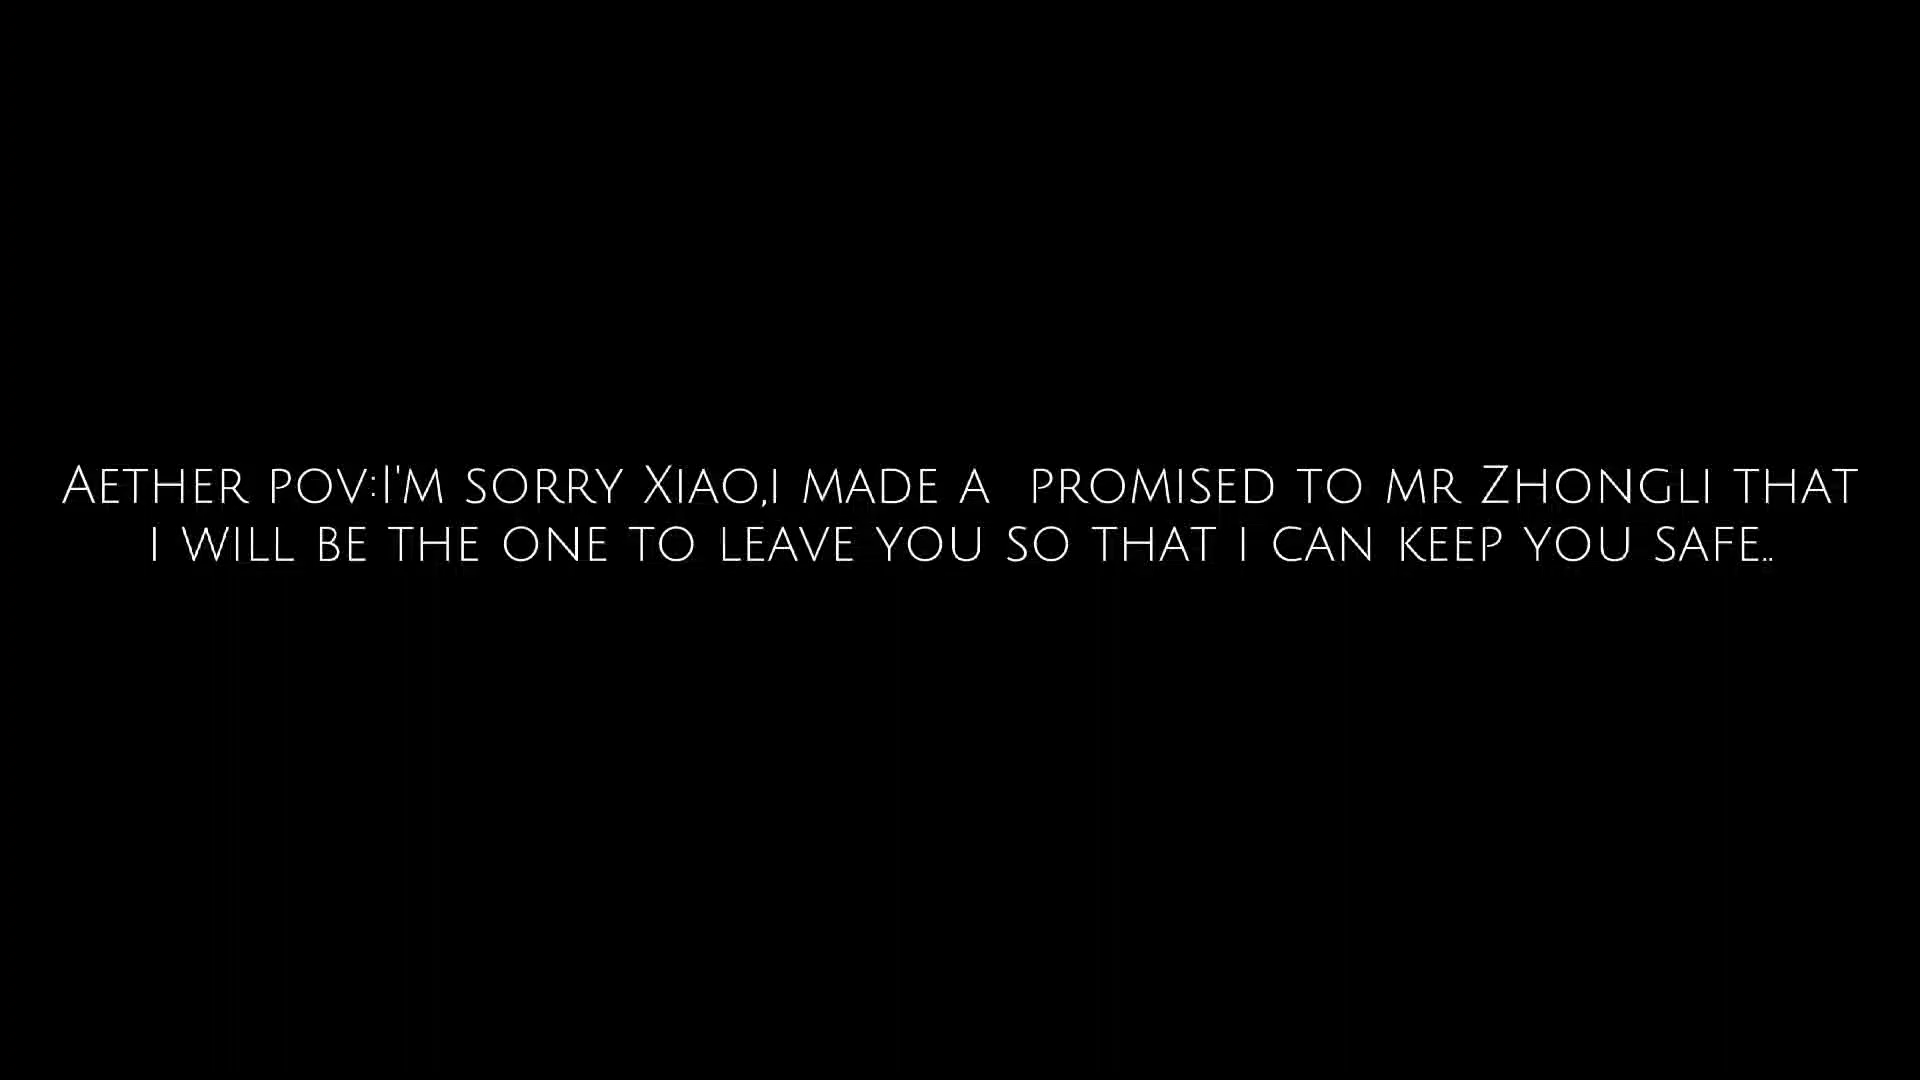 Aether pov:I'm sorry Xiao,i made a  promised to mr Zhongli that
i will be the one to leave you so that i can keep you safe..